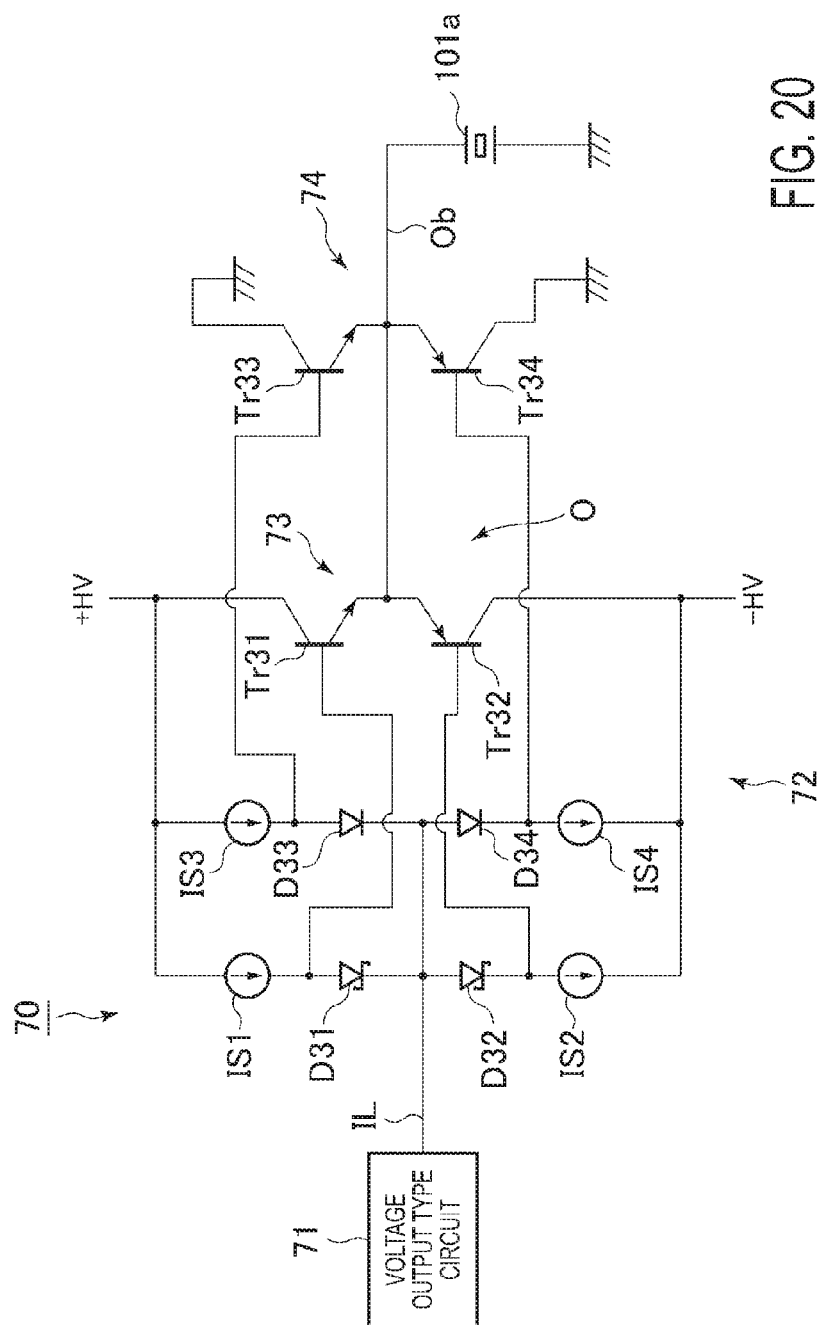 70
71
VOLTAGE
OUTPUT TYPE
CIRCUIT
IL
IS1
D31
D32
IS2
IS3
D33
D34
IS4
72
+HV
Tr31
73
Tr32
O
-HV
Tr33
74
Tr34
Ob
101a
FIG. 20